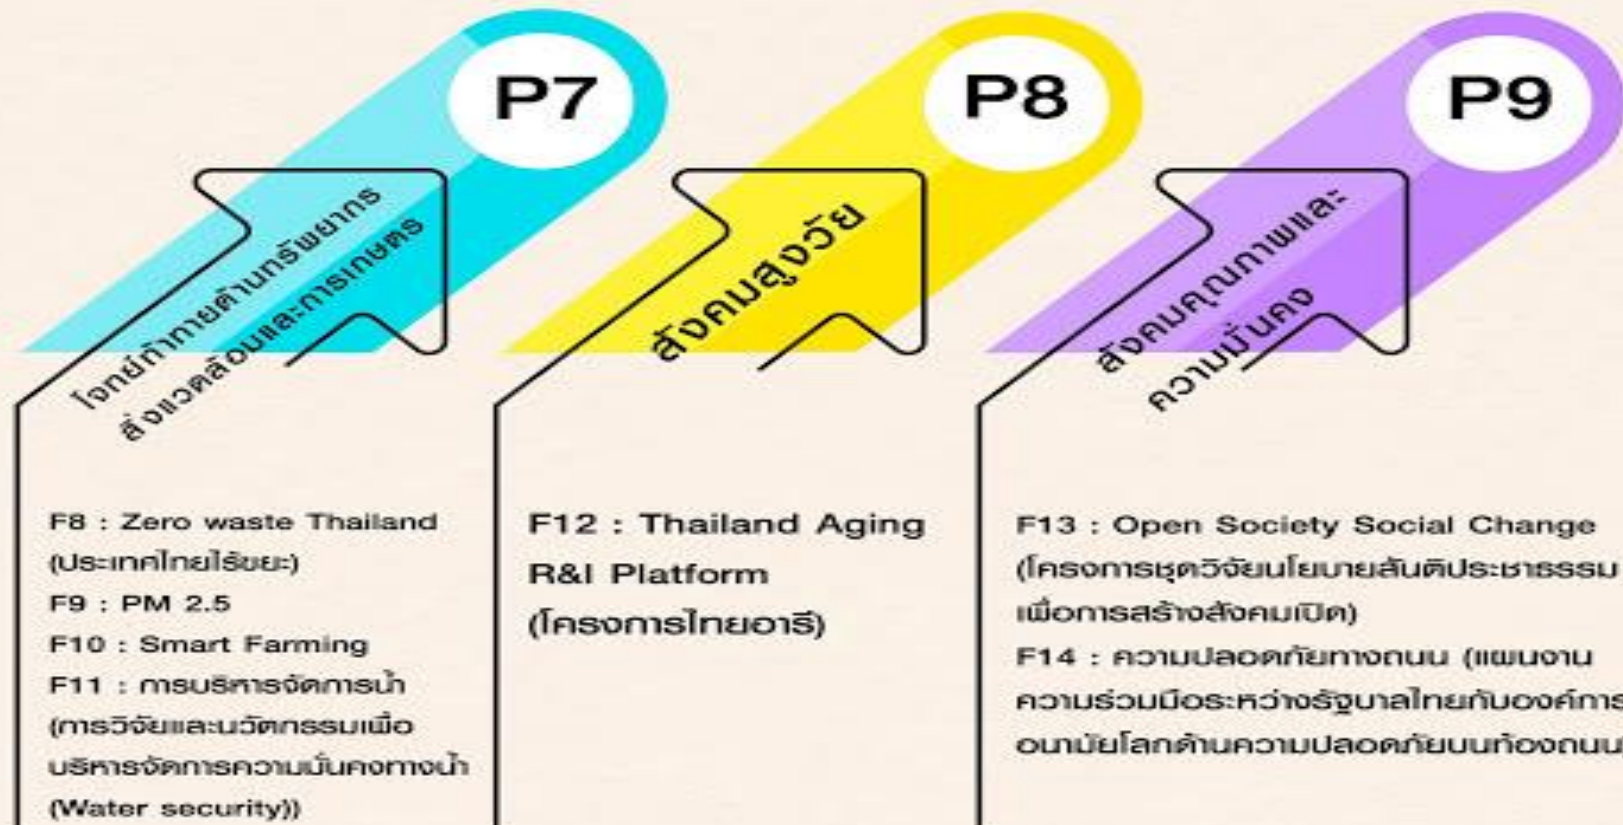 P7
โจทย์ท้าทายด้านทรัพยากร
สิ่งแวดล้อมและการเกษตร
F8 : Zero waste Thailand
(ประเทศไทยไร้ขยะ)
F9 : PM 2.5
F10 : Smart Farming
F11 : การบริหารจัดการน้ำ
(การวิจัยและนวัตกรรมเพื่อ
บริหารจัดการความมั่นคงทางน้ำ
(Water security))
P8
สังคมสูงวัย
F12 : Thailand Aging
R&I Platform
(โครงการไทยอารี)
P9
สังคมคุณภาพและ
ความมั่นคง
F13 : Open Society Social Change
(โครงการชุดวิจัยนโยบายสันติประชาธรรม
เพื่อการสร้างสังคมเปิด)
F14 : ความปลอดภัยทางถนน (แผนงาน
ความร่วมมือระหว่างรัฐบาลไทยกับองค์การ
อนามัยโลกด้านความปลอดภัยบนท้องถนน